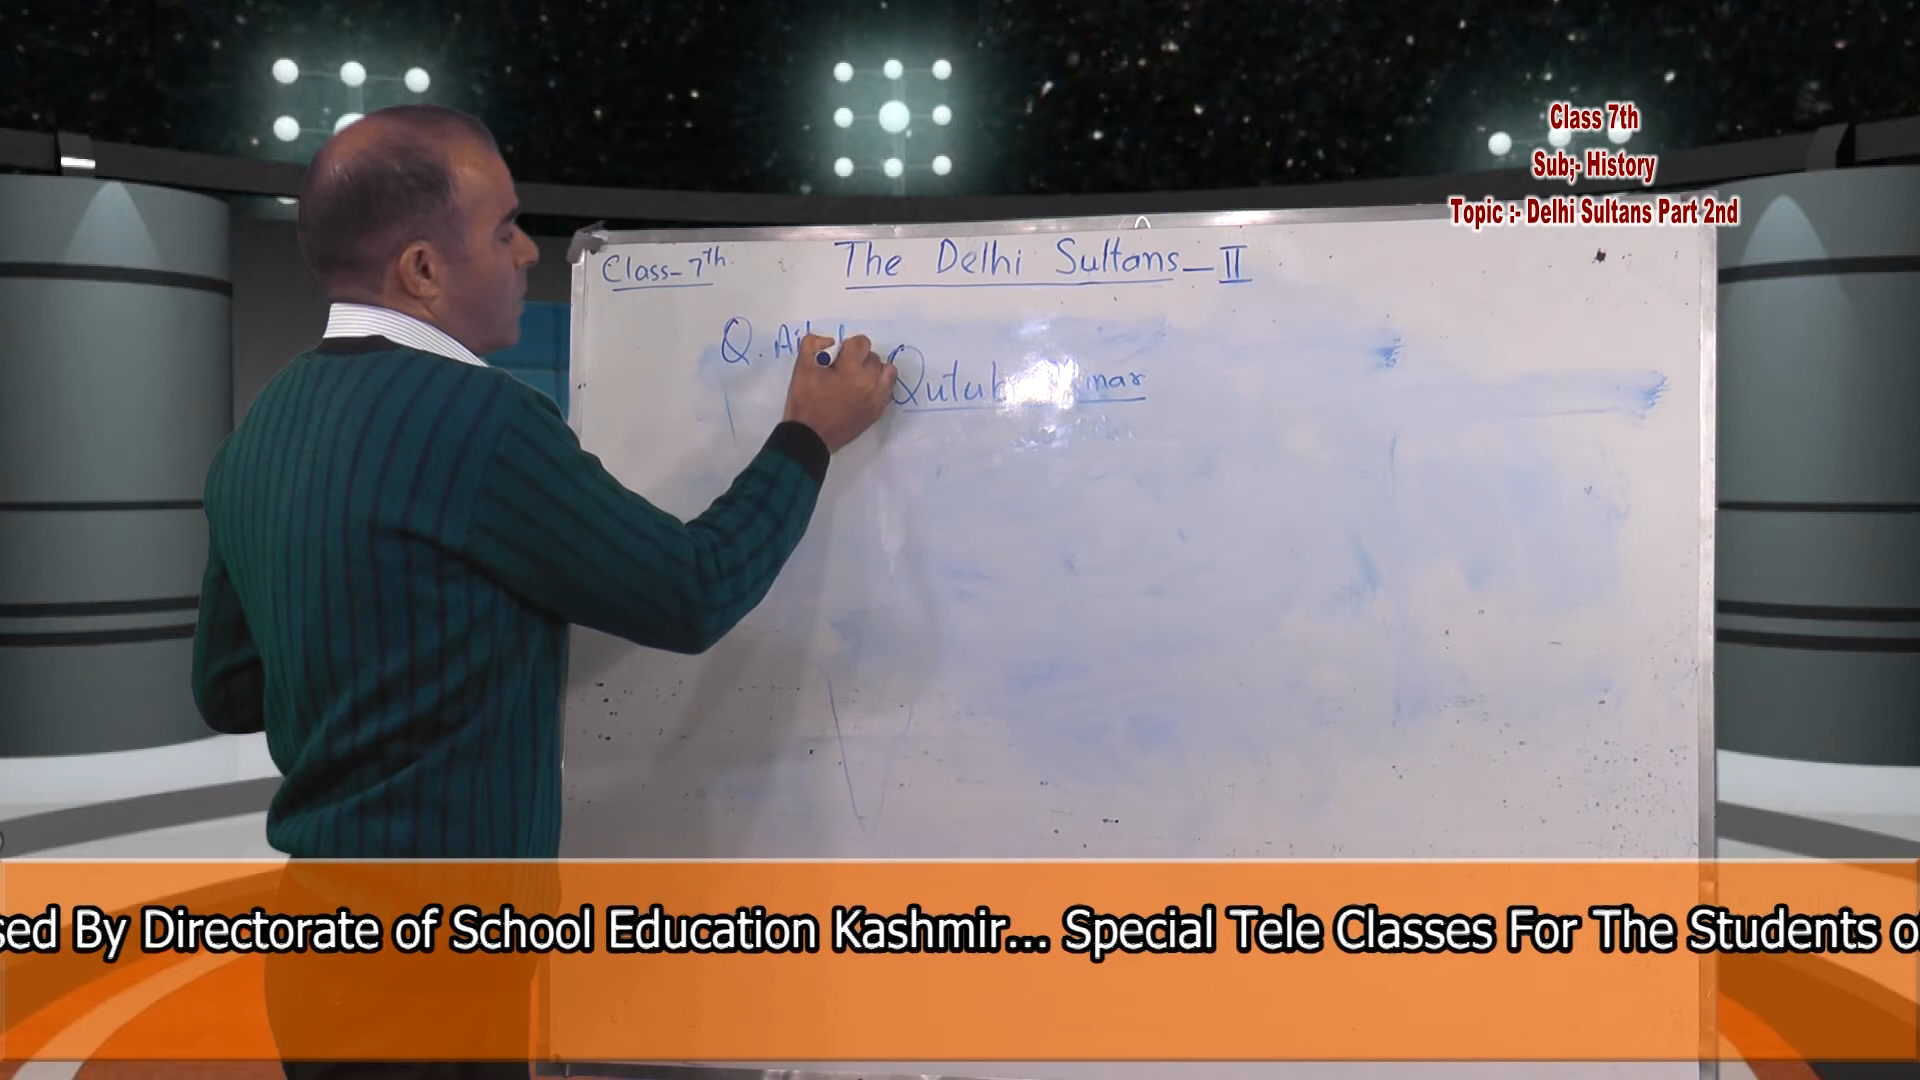 Class 7th
Sub;- History
Topic :- Delhi Sultans Part 2nd
Class-7th
The Delhi Sultans-II
Q.
sed By Directorate of School Education Kashmir... Special Tele Classes For The Students o